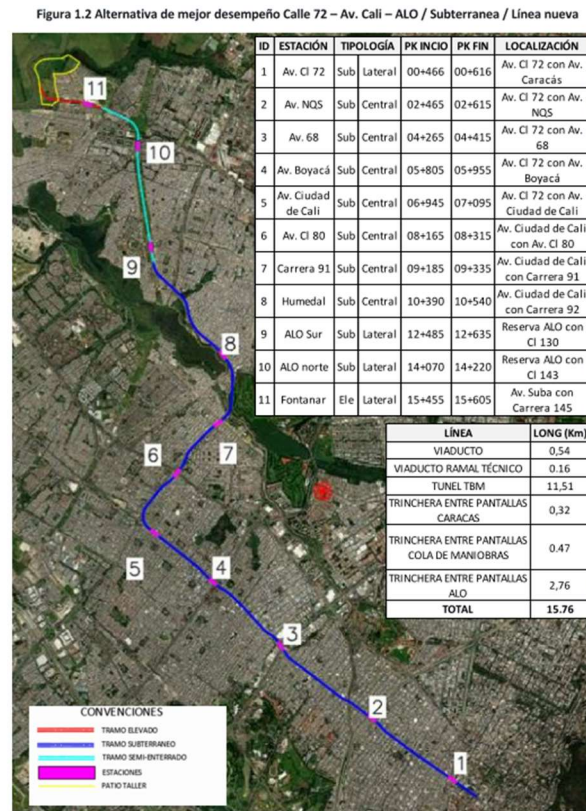 Figura 1.2 Alternativa de mejor desempeño Calle 72 – Av. Cali – ALO / Subterranea / Línea nueva
ID ESTACIÓN TIPOLOGÍA PK INCIO PK FIN LOCALIZACIÓN
1 Av. Cl 72 Sub Lateral 00+466 00+616 Av. Cl 72 con Av. Caracás
2 Av. NQS Sub Central 02+465 02+615 Av. Cl 72 con Av. NQS
3 Av. 68 Sub Central 04+265 04+415 Av. Cl 72 con Av. 68
4 Av. Boyacá Sub Central 05+805 05+955 Av. Cl 72 con Av. Boyacá
5 Av. Ciudad de Cali Sub Central 06+945 07+095 Av. Cl 72 con Av. Ciudad de Cali
6 Av. Cl 80 Sub Central 08+165 08+315 Av. Ciudad de Cali con Av. Cl 80
7 Carrera 91 Sub Central 09+185 09+335 Av. Ciudad de Cali con Carrera 91
8 Humedal Sub Central 10+390 10+540 Av. Ciudad de Cali con Carrera 92
9 ALO Sur Sub Lateral 12+485 12+635 Reserva ALO con Cl 130
10 ALO norte Sub Lateral 14+070 14+220 Reserva ALO con Cl 143
11 Fontanar Ele Lateral 15+455 15+605 Av. Suba con Carrera 145
LÍNEA LONG (Km)
VIADUCTO 0,54
VIADUCTO RAMAL TÉCNICO 0.16
TUNEL TBM 11,51
TRINCHERA ENTRE PANTALLAS CARACAS 0,32
TRINCHERA ENTRE PANTALLAS COLA DE MANIOBRAS 0.47
TRINCHERA ENTRE PANTALLAS ALO 2,76
TOTAL 15.76
11
10
9
8
7
6
5
4
3
2
1
CONVENCIONES
TRAMO ELEVADO
TRAMO SUBTERRANEO
TRAMO SEMI-ENTERRADO
ESTACIONES
PATIO TALLER